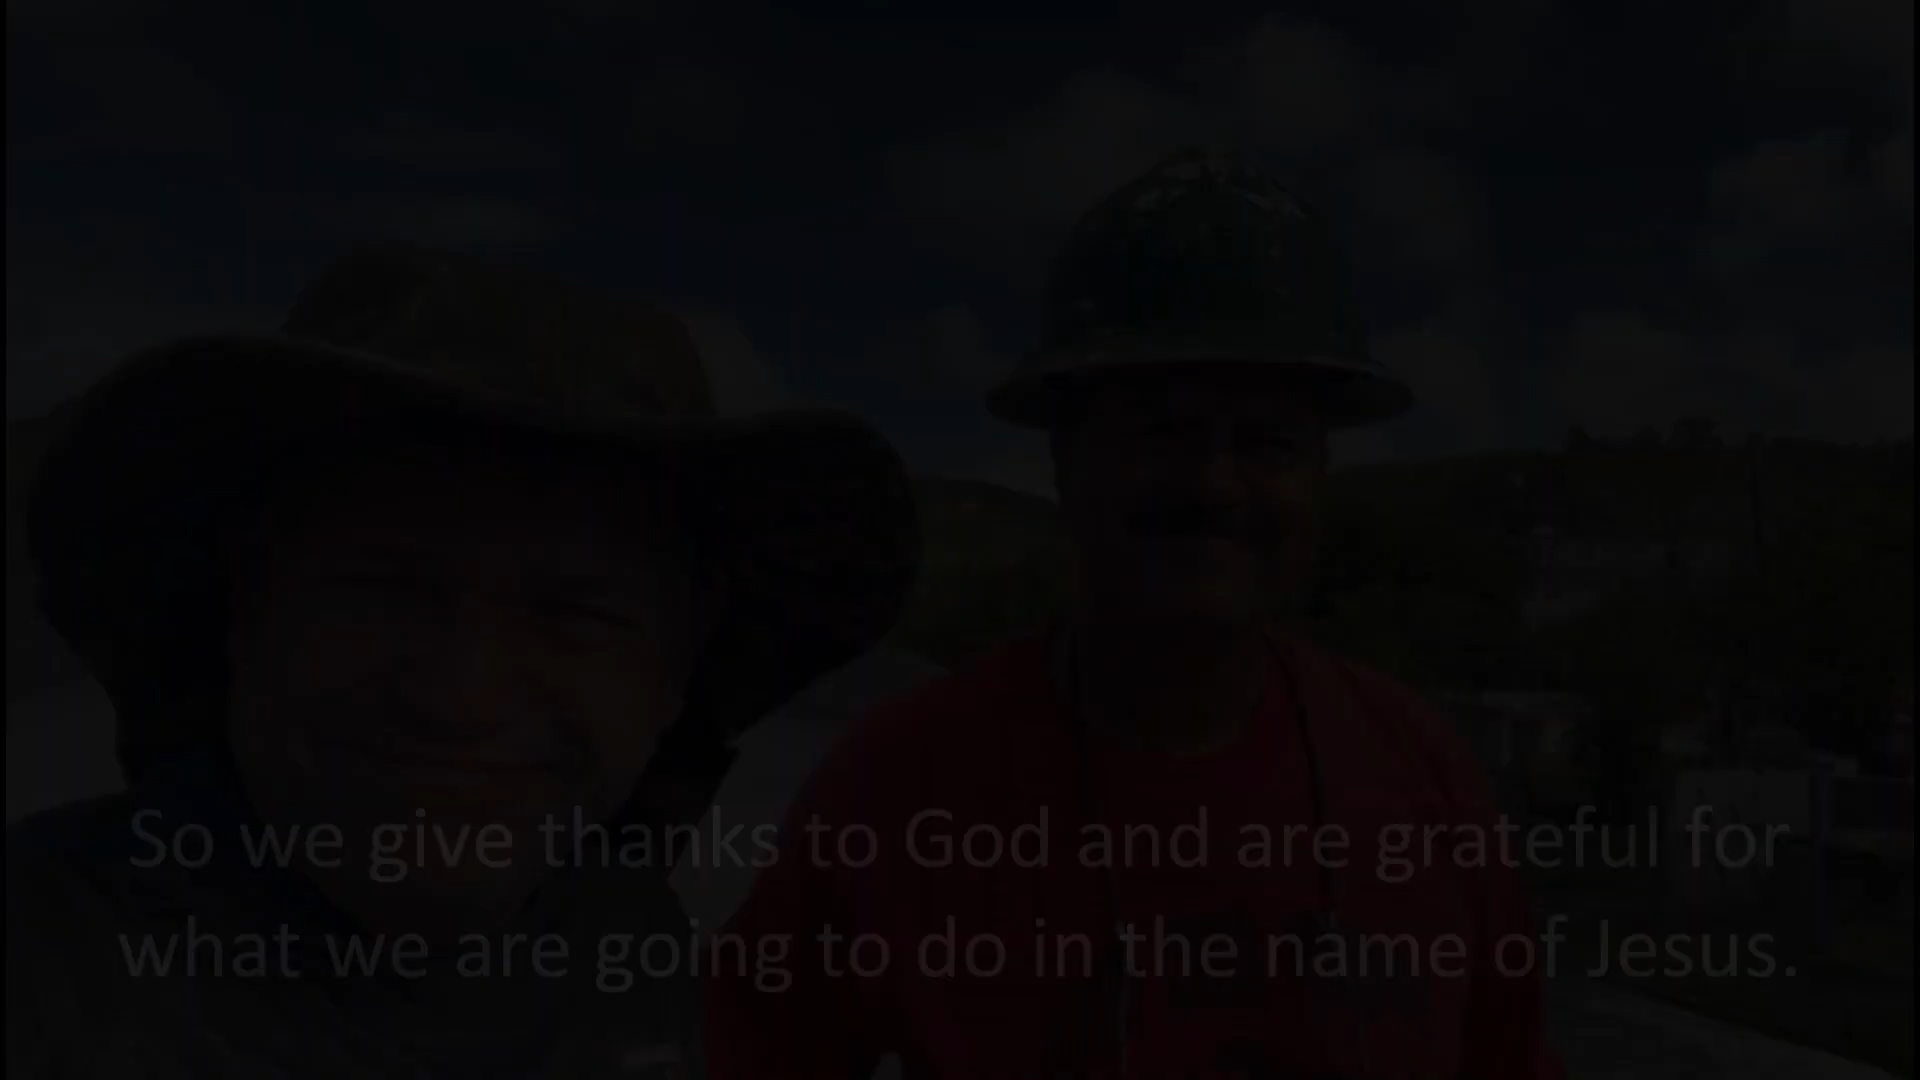 So we give thanks to God and are grateful for
what we are going to do in the name of Jesus.